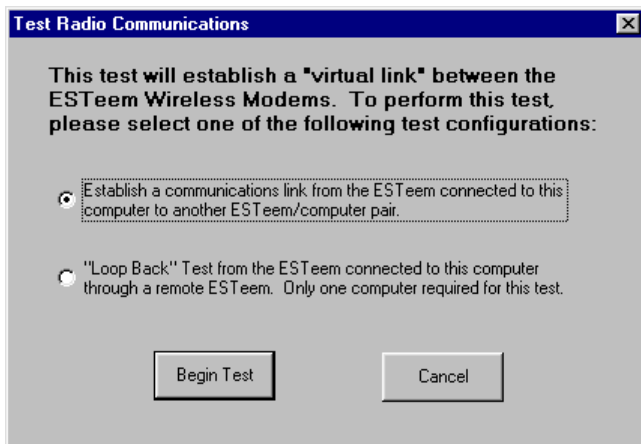 Test Radio Communications
This test will establish a "virtual link" between the
ESTeem Wireless Modems.  To perform this test,
please select one of the following test configurations:
Establish a communications link from the ESTeem connected to this
computer to another ESTeem/computer pair.
"Loop Back" Test from the ESTeem connected to this computer
through a remote ESTeem.  Only one computer required for this test.
Begin Test
Cancel